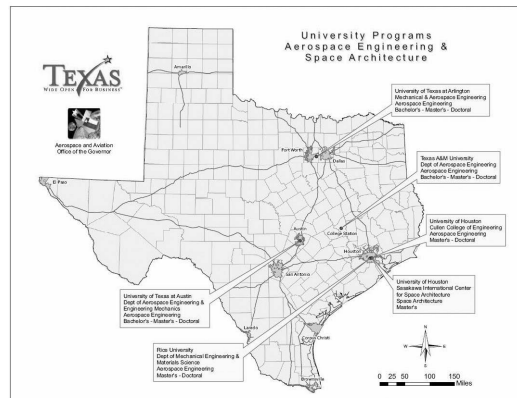 University Programs
Aerospace Engineering &
Space Architecture
TEXAS
WIDE OPEN FOR BUSINESS
Aerospace and Aviation
Office of the Governor
Amarillo
University of Texas at Arlington
Mechanical & Aerospace Engineering
Aerospace Engineering
Bachelor's - Master's - Doctoral
Fort Worth
Dallas
Texas A&M University
Dept of Aerospace Engineering
Aerospace Engineering
Bachelor's - Master's - Doctoral
El Paso
University of Houston
Cullen College of Engineering
Aerospace Engineering
Master's - Doctoral
Austin
College Station
Houston
San Antonio
University of Houston
Sasakawa International Center
for Space Architecture
Space Architecture
Master's
University of Texas at Austin
Dept of Aerospace Engineering &
Engineering Mechanics
Aerospace Engineering
Bachelor's - Master's - Doctoral
Laredo
Corpus Christi
Rice University
Dept of Mechanical Engineering &
Materials Science
Aerospace Engineering
Master's - Doctoral
Brownsville
N
W E
S
0 25 50 100 150
Miles